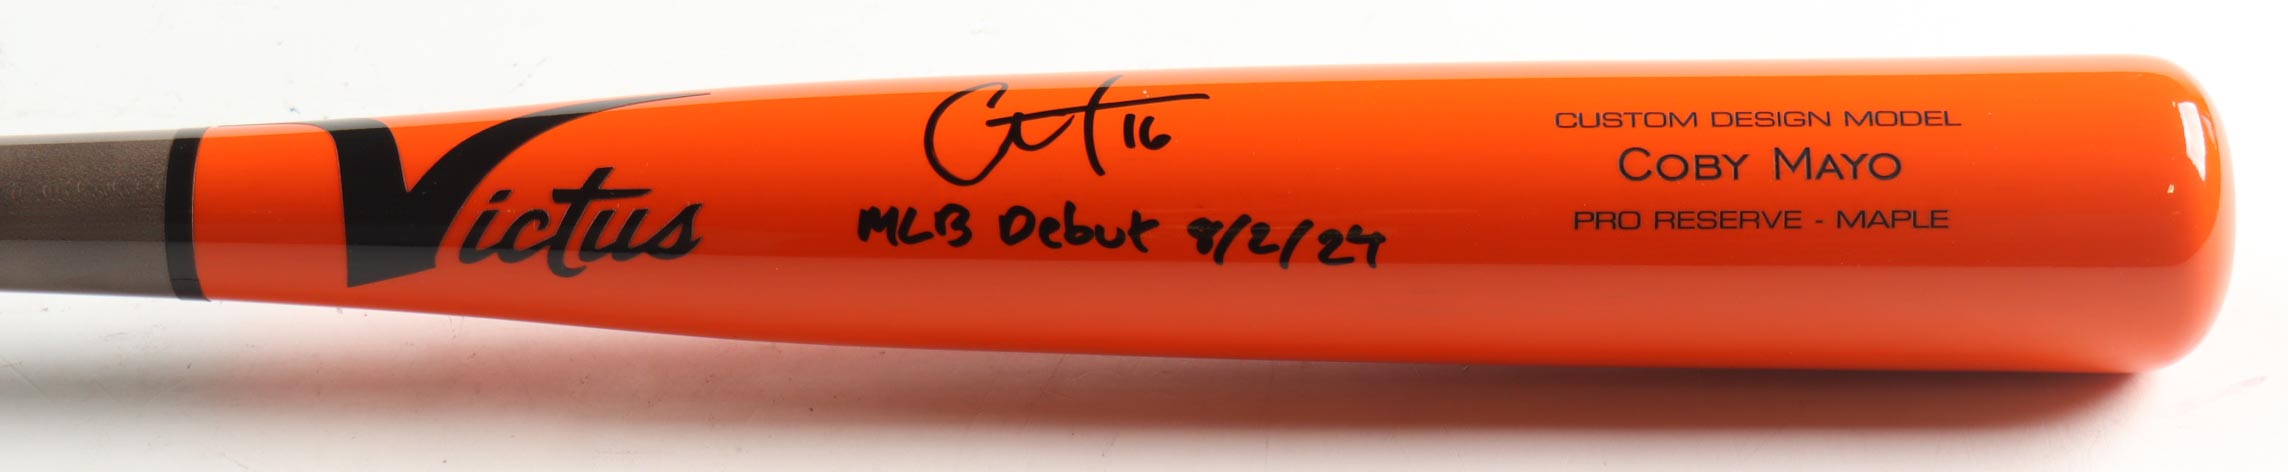 Victus
16
MLB Debut 8/2/24
CUSTOM DESIGN MODEL
COBY MAYO
PRO RESERVE - MAPLE